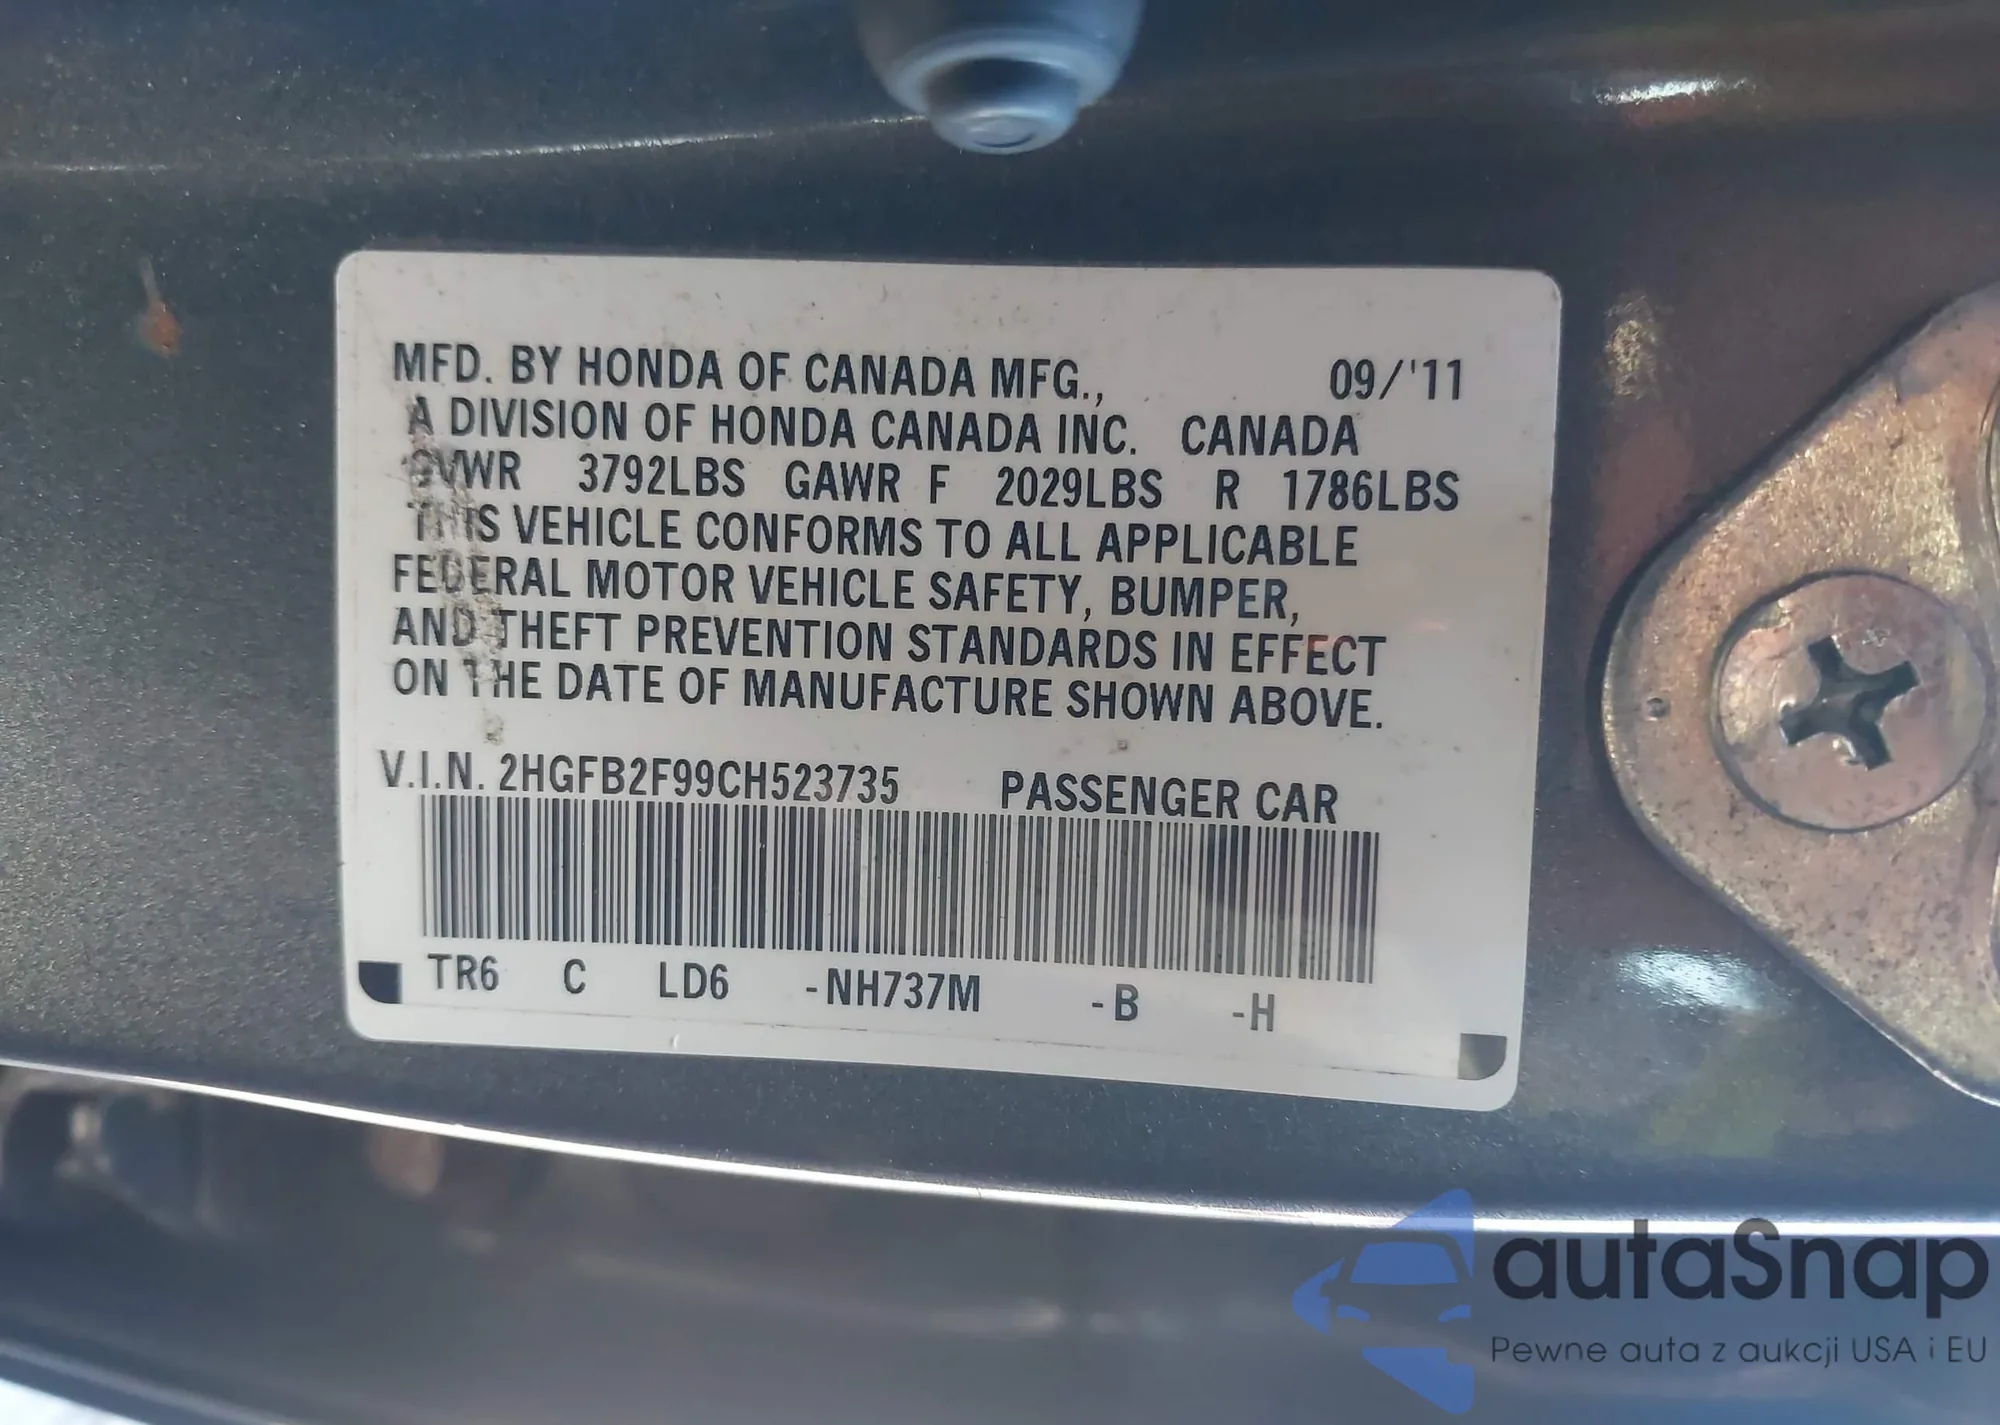 MFD. BY HONDA OF CANADA MFG., 09/'11
A DIVISION OF HONDA CANADA INC. CANADA
GVWR 3792LBS GAWR F 2029LBS R 1786LBS
THIS VEHICLE CONFORMS TO ALL APPLICABLE
FEDERAL MOTOR VEHICLE SAFETY, BUMPER,
AND THEFT PREVENTION STANDARDS IN EFFECT
ON THE DATE OF MANUFACTURE SHOWN ABOVE.
V.I.N. 2HGFB2F99CH523735 PASSENGER CAR
TR6 C LD6 -NH737M -B -H
autaSnap
Pewne auta z aukcji USA i EU